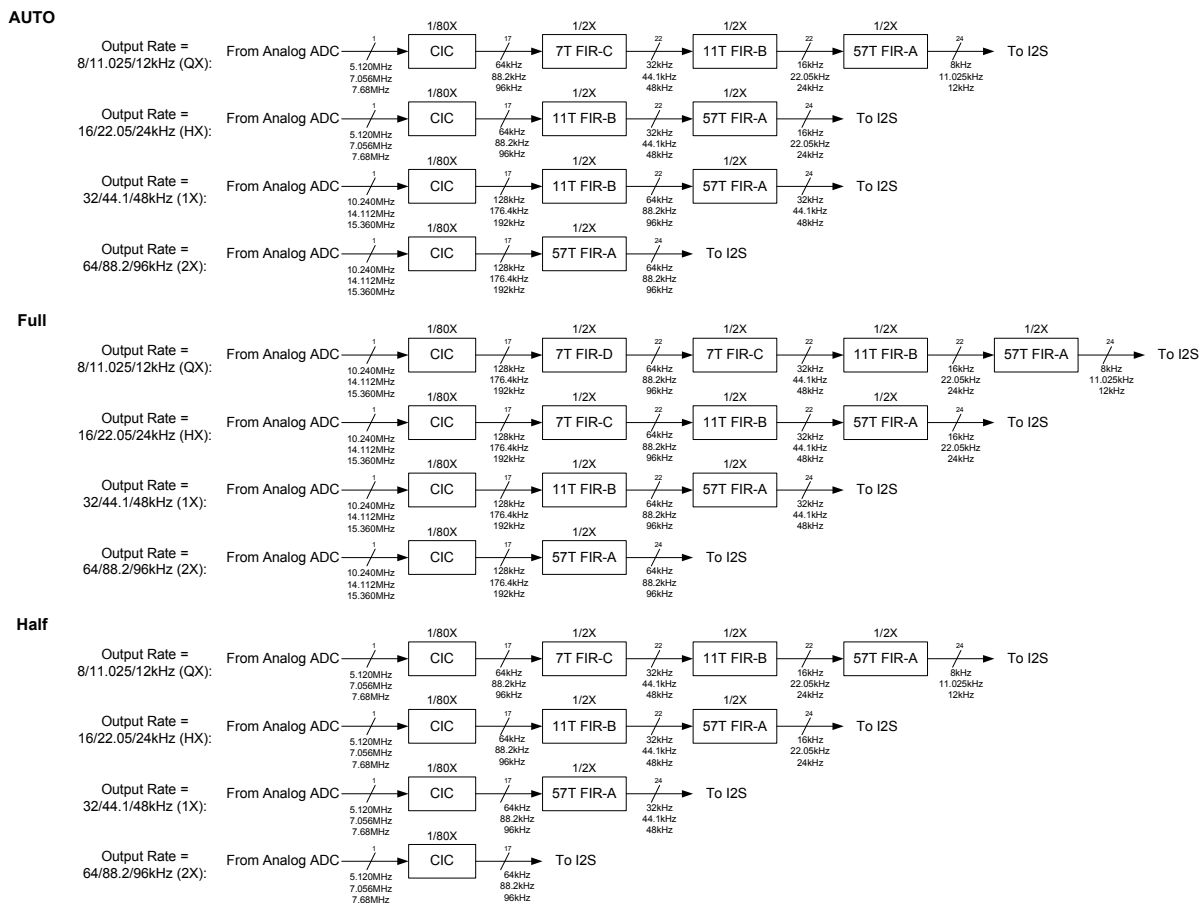 AUTO
1/80X 1/2X 1/2X 1/2X
Output Rate =
8/11.025/12kHz (QX):
From Analog ADC 1 CIC 17 7T FIR-C 22 11T FIR-B 22 57T FIR-A 24 To I2S
5.120MHz 64kHz 32kHz 16kHz 8kHz
7.056MHz 88.2kHz 44.1kHz 22.05kHz 11.025kHz
7.68MHz 96kHz 48kHz 24kHz 12kHz
1/80X 1/2X 1/2X
Output Rate =
16/22.05/24kHz (HX):
From Analog ADC 1 CIC 17 11T FIR-B 22 57T FIR-A 24 To I2S
5.120MHz 64kHz 32kHz 16kHz
7.056MHz 88.2kHz 44.1kHz 22.05kHz
7.68MHz 96kHz 48kHz 24kHz
1/80X 1/2X 1/2X
Output Rate =
32/44.1/48kHz (1X):
From Analog ADC 1 CIC 17 11T FIR-B 22 57T FIR-A 24 To I2S
10.240MHz 128kHz 64kHz 32kHz
14.112MHz 176.4kHz 88.2kHz 44.1kHz
15.360MHz 192kHz 96kHz 48kHz
1/80X 1/2X
Output Rate =
64/88.2/96kHz (2X):
From Analog ADC 1 CIC 17 57T FIR-A 24 To I2S
10.240MHz 128kHz 64kHz
14.112MHz 176.4kHz 88.2kHz
15.360MHz 192kHz 96kHz
Full
1/80X 1/2X 1/2X 1/2X 1/2X
Output Rate =
8/11.025/12kHz (QX):
From Analog ADC 1 CIC 17 7T FIR-D 22 7T FIR-C 22 11T FIR-B 22 57T FIR-A 24 To I2S
10.240MHz 128kHz 64kHz 32kHz 16kHz 8kHz
14.112MHz 176.4kHz 88.2kHz 44.1kHz 22.05kHz 11.025kHz
15.360MHz 192kHz 96kHz 48kHz 24kHz 12kHz
1/80X 1/2X 1/2X 1/2X
Output Rate =
16/22.05/24kHz (HX):
From Analog ADC 1 CIC 17 7T FIR-C 22 11T FIR-B 22 57T FIR-A 24 To I2S
10.240MHz 128kHz 64kHz 32kHz 16kHz
14.112MHz 176.4kHz 88.2kHz 44.1kHz 22.05kHz
15.360MHz 192kHz 96kHz 48kHz 24kHz
1/80X 1/2X 1/2X
Output Rate =
32/44.1/48kHz (1X):
From Analog ADC 1 CIC 17 11T FIR-B 22 57T FIR-A 24 To I2S
10.240MHz 128kHz 64kHz 32kHz
14.112MHz 176.4kHz 88.2kHz 44.1kHz
15.360MHz 192kHz 96kHz 48kHz
1/80X 1/2X
Output Rate =
64/88.2/96kHz (2X):
From Analog ADC 1 CIC 17 57T FIR-A 24 To I2S
10.240MHz 128kHz 64kHz
14.112MHz 176.4kHz 88.2kHz
15.360MHz 192kHz 96kHz
Half
1/80X 1/2X 1/2X 1/2X
Output Rate =
8/11.025/12kHz (QX):
From Analog ADC 1 CIC 17 7T FIR-C 22 11T FIR-B 22 57T FIR-A 24 To I2S
5.120MHz 64kHz 32kHz 16kHz 8kHz
7.056MHz 88.2kHz 44.1kHz 22.05kHz 11.025kHz
7.68MHz 96kHz 48kHz 24kHz 12kHz
1/80X 1/2X 1/2X
Output Rate =
16/22.05/24kHz (HX):
From Analog ADC 1 CIC 17 11T FIR-B 22 57T FIR-A 24 To I2S
5.120MHz 64kHz 32kHz 16kHz
7.056MHz 88.2kHz 44.1kHz 22.05kHz
7.68MHz 96kHz 48kHz 24kHz
1/80X 1/2X
Output Rate =
32/44.1/48kHz (1X):
From Analog ADC 1 CIC 17 57T FIR-A 24 To I2S
5.120MHz 64kHz 32kHz
7.056MHz 88.2kHz 44.1kHz
7.68MHz 96kHz 48kHz
1/80X
Output Rate =
64/88.2/96kHz (2X):
From Analog ADC 1 CIC 17 To I2S
5.120MHz 64kHz
7.056MHz 88.2kHz
7.68MHz 96kHz